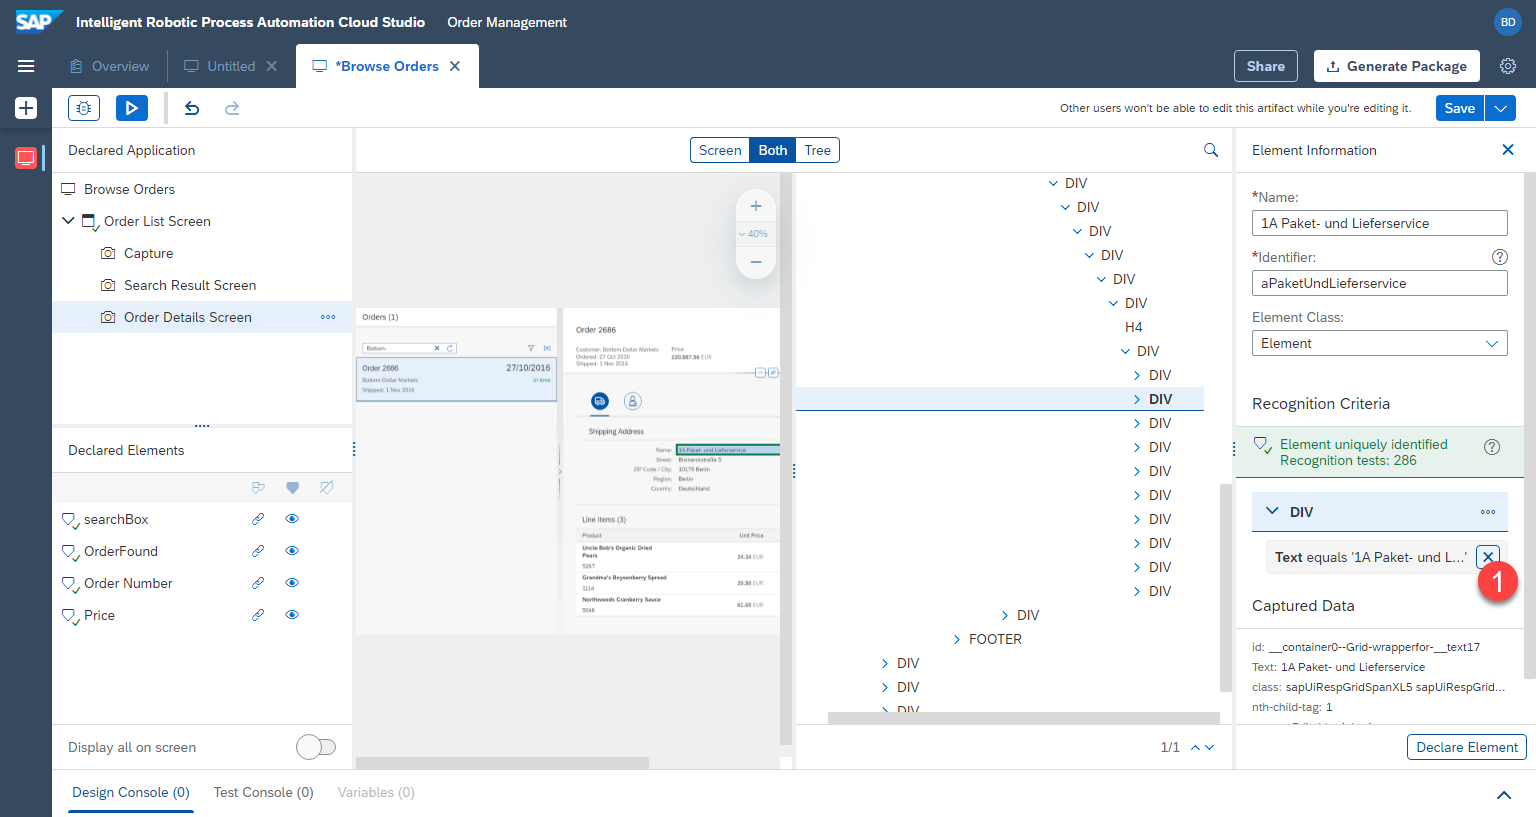 SAP Intelligent Robotic Process Automation Cloud Studio Order Management BD
Overview Untitled *Browse Orders Share Generate Package
Other users won't be able to edit this artifact while you're editing it. Save
Declared Application
Browse Orders
Order List Screen
Capture
Search Result Screen
Order Details Screen
Declared Elements
searchBox
OrderFound
Order Number
Price
Display all on screen
Screen Both Tree
40%
Orders (1)
Bottom-
Order 2686 27/10/2016
Bottom-Dollar Markets In time
Shipped: 1 Nov 2016
Order 2686
Customer: Bottom-Dollar Markets Price
Ordered: 27 Oct 2016 220,887.56 EUR
Shipped: 1 Nov 2016
Shipping Address
Name: 1A Paket- und Lieferservice
Street: Bismarckstraße 5
ZIP Code / City: 10179 Berlin
Region: Berlin
Country: Deutschland
Line Items (3)
Product Unit Price
Uncle Bob's Organic Dried
Pears
5267
24.34 EUR
Grandma's Boysenberry Spread
1114
20.50 EUR
Northwoods Cranberry Sauce
5046
61.69 EUR
DIV
DIV
DIV
DIV
DIV
DIV
H4
DIV
DIV
DIV
DIV
DIV
DIV
DIV
DIV
DIV
DIV
DIV
DIV
FOOTER
DIV
DIV
DIV
1/1
Element Information
*Name:
1A Paket- und Lieferservice
*Identifier:
aPaketUndLieferservice
Element Class:
Element
Recognition Criteria
Element uniquely identified
Recognition tests: 286
DIV
Text equals '1A Paket- und L...'
1
Captured Data
id: __container0--Grid-wrapperfor-__text17
Text: 1A Paket- und Lieferservice
class: sapUiRespGridSpanXL5 sapUiRespGrid...
nth-child-tag: 1
Declare Element
Design Console (0) Test Console (0) Variables (0)